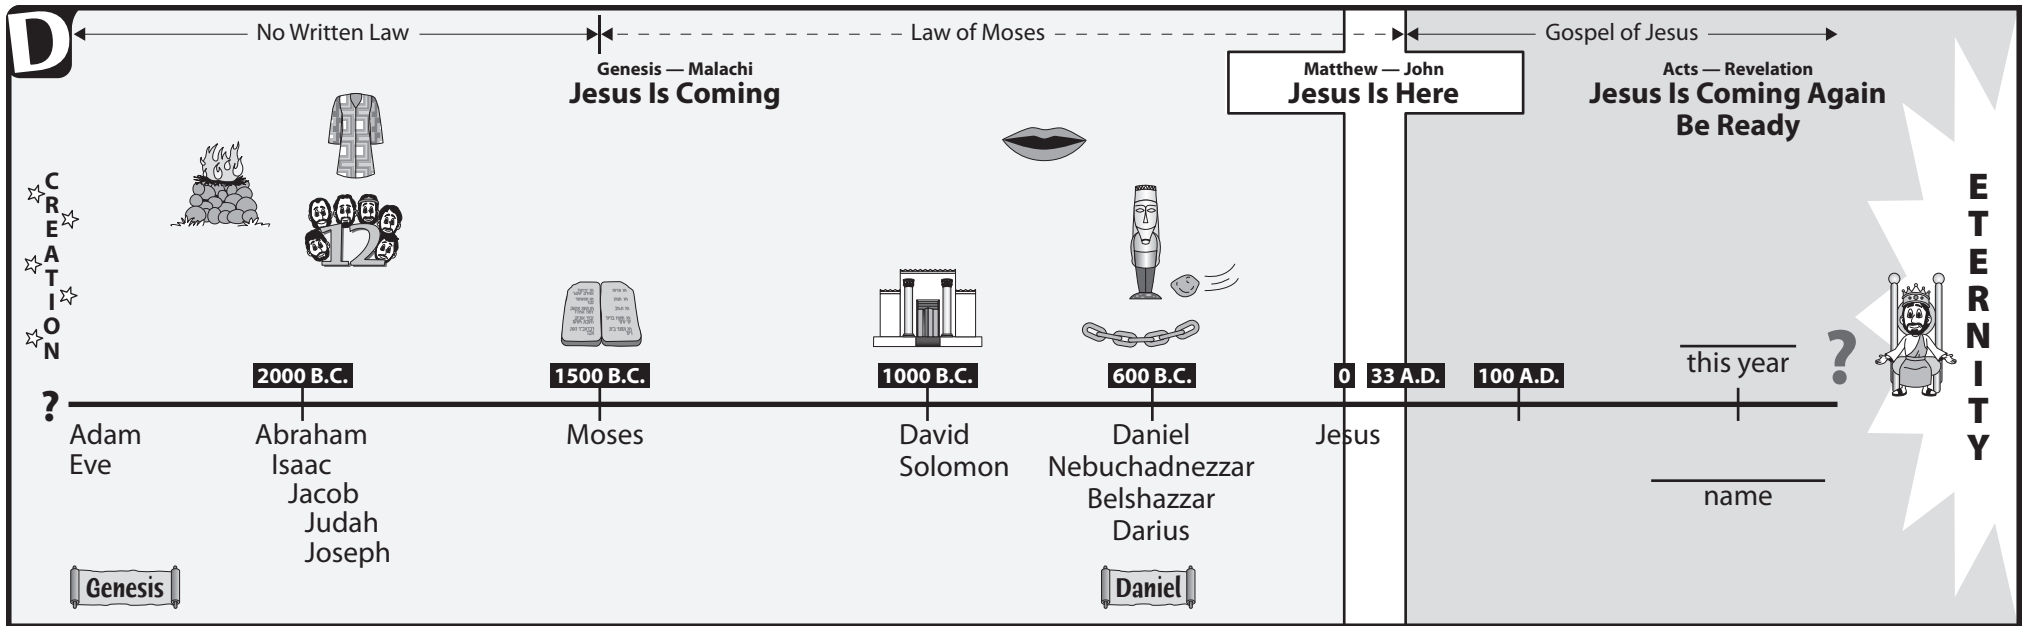 D
No Written Law
Law of Moses
Gospel of Jesus
Genesis — Malachi
Jesus Is Coming
Matthew — John
Jesus Is Here
Acts — Revelation
Jesus Is Coming Again
Be Ready
CREATION
12
2000 B.C.
1500 B.C.
1000 B.C.
600 B.C.
0
33 A.D.
100 A.D.
this year
?
?
ETERNITY
Adam
Eve
Abraham
Isaac
Jacob
Judah
Joseph
Moses
David
Solomon
Daniel
Nebuchadnezzar
Belshazzar
Darius
Jesus
name
Genesis
Daniel